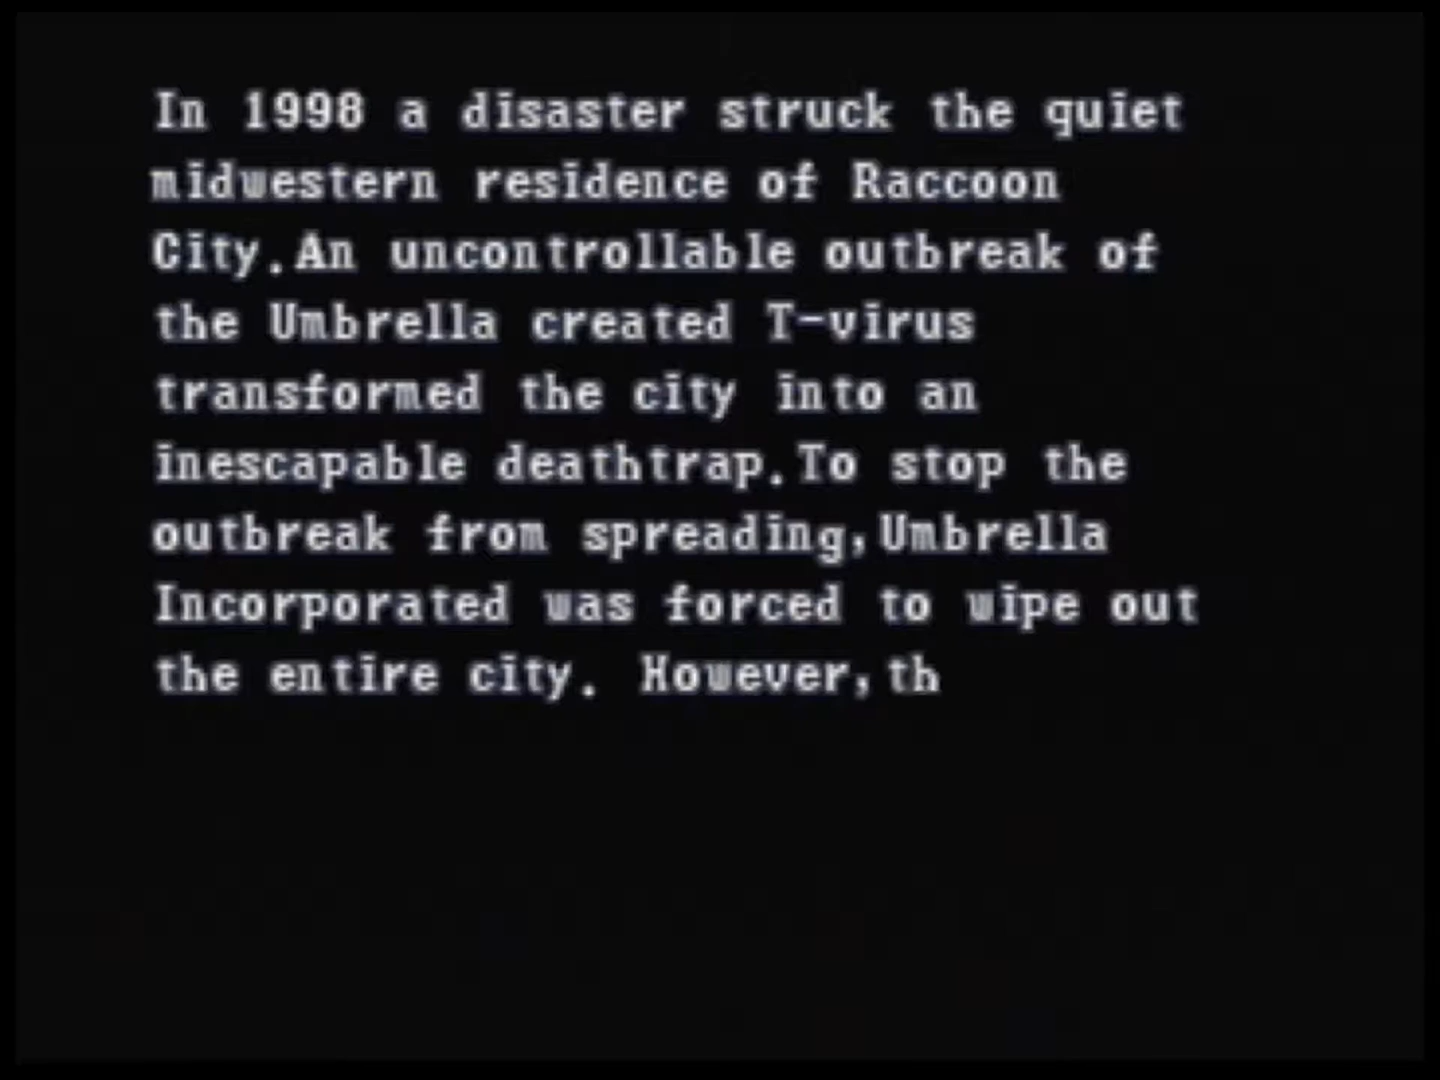 In 1998 a disaster struck the quiet
midwestern residence of Raccoon
City.An uncontrollable outbreak of
the Umbrella created T-virus
transformed the city into an
inescapable deathtrap.To stop the
outbreak from spreading,Umbrella
Incorporated was forced to wipe out
the entire city. However,th